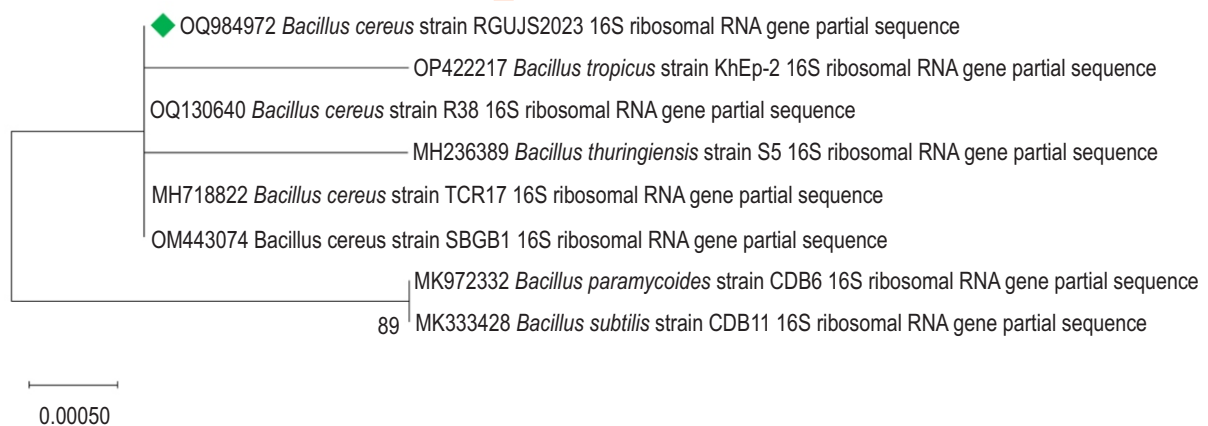 OQ984972 Bacillus cereus strain RGUJS2023 16S ribosomal RNA gene partial sequence
OP422217 Bacillus tropicus strain KhEp-2 16S ribosomal RNA gene partial sequence
OQ130640 Bacillus cereus strain R38 16S ribosomal RNA gene partial sequence
MH236389 Bacillus thuringiensis strain S5 16S ribosomal RNA gene partial sequence
MH718822 Bacillus cereus strain TCR17 16S ribosomal RNA gene partial sequence
OM443074 Bacillus cereus strain SBGB1 16S ribosomal RNA gene partial sequence
MK972332 Bacillus paramycoides strain CDB6 16S ribosomal RNA gene partial sequence
89 MK333428 Bacillus subtilis strain CDB11 16S ribosomal RNA gene partial sequence
0.00050